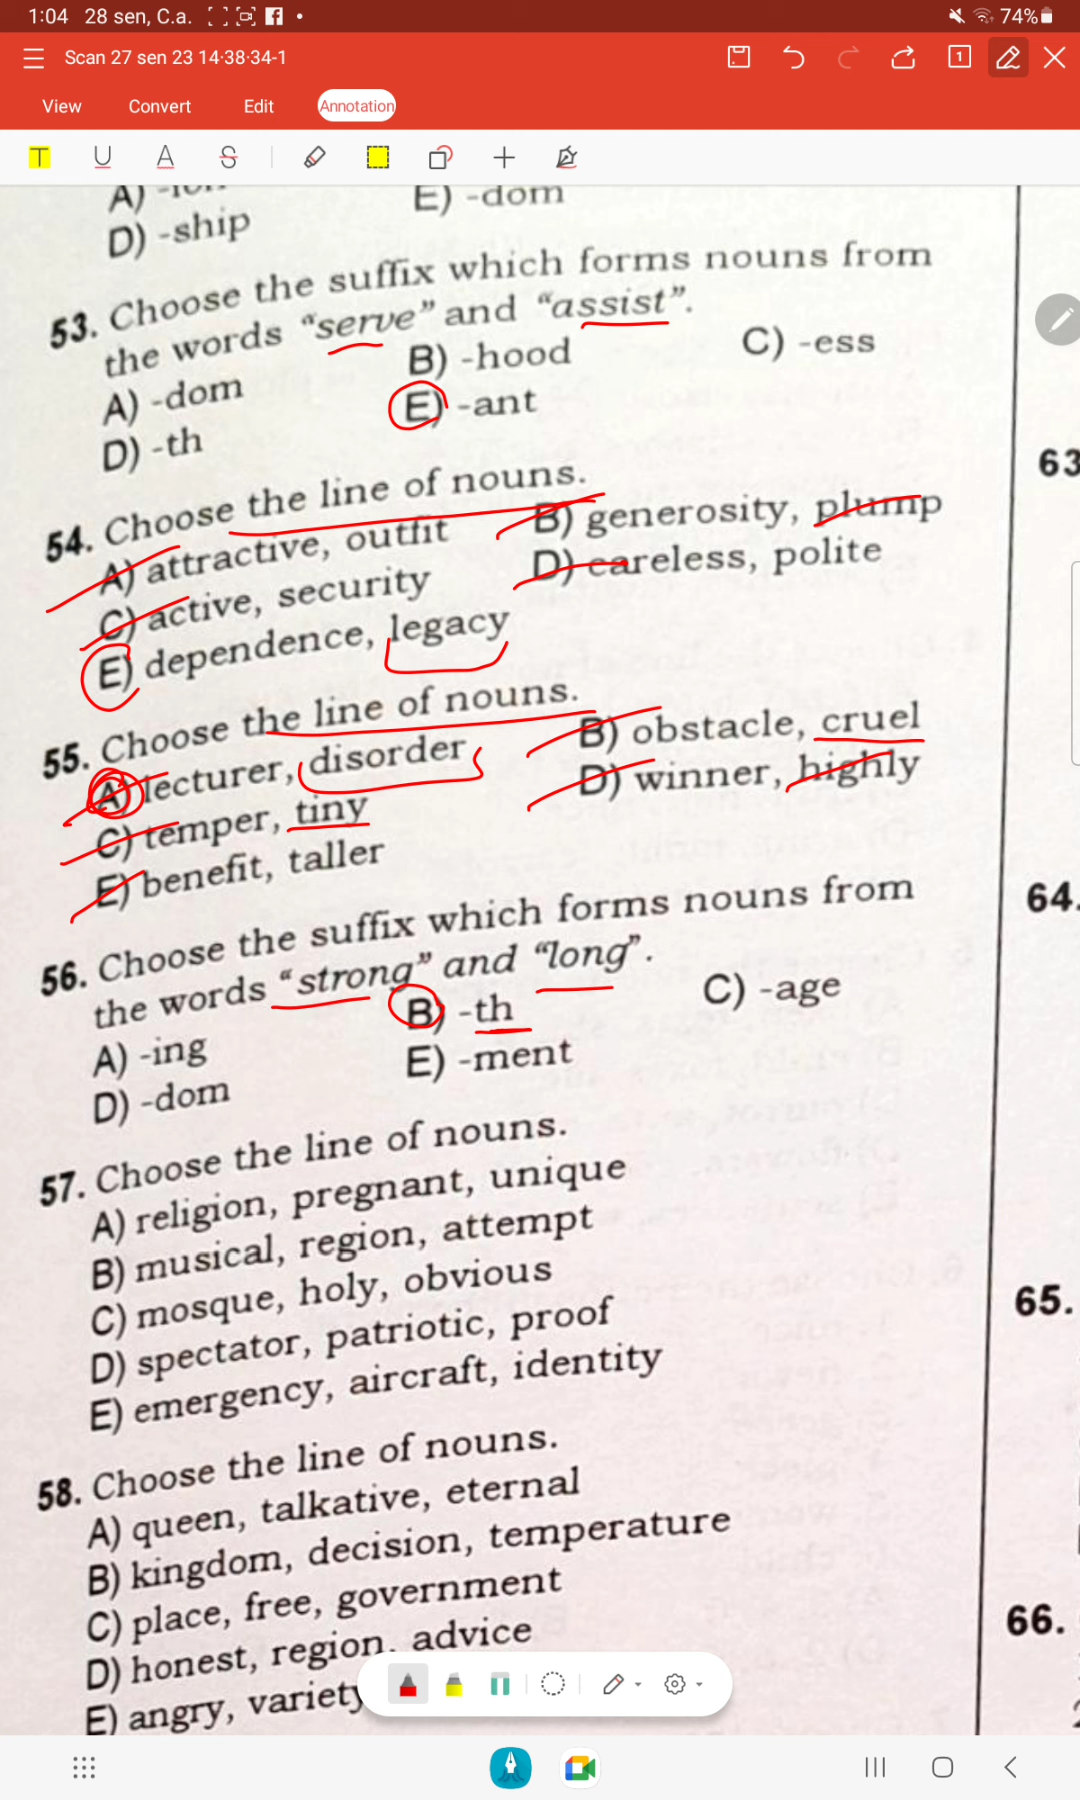 1:04 28 sen, C.a.
74%
Scan 27 sen 23 14-38-34-1
1
View Convert Edit Annotation
T U A S
E) -dom
D) -ship
53. Choose the suffix which forms nouns from
the words "serve" and "assist".
A) -dom B) -hood C) -ess
D) -th E) -ant
54. Choose the line of nouns.
A) attractive, outfit B) generosity, plump
C) active, security D) careless, polite
E) dependence, legacy
55. Choose the line of nouns.
A) lecturer, disorder B) obstacle, cruel
C) temper, tiny D) winner, highly
E) benefit, taller
56. Choose the suffix which forms nouns from
the words "strong" and "long".
A) -ing B) -th C) -age
D) -dom E) -ment
57. Choose the line of nouns.
A) religion, pregnant, unique
B) musical, region, attempt
C) mosque, holy, obvious
D) spectator, patriotic, proof
E) emergency, aircraft, identity
58. Choose the line of nouns.
A) queen, talkative, eternal
B) kingdom, decision, temperature
C) place, free, government
D) honest, region, advice
E) angry, variety
63
64.
65.
66.